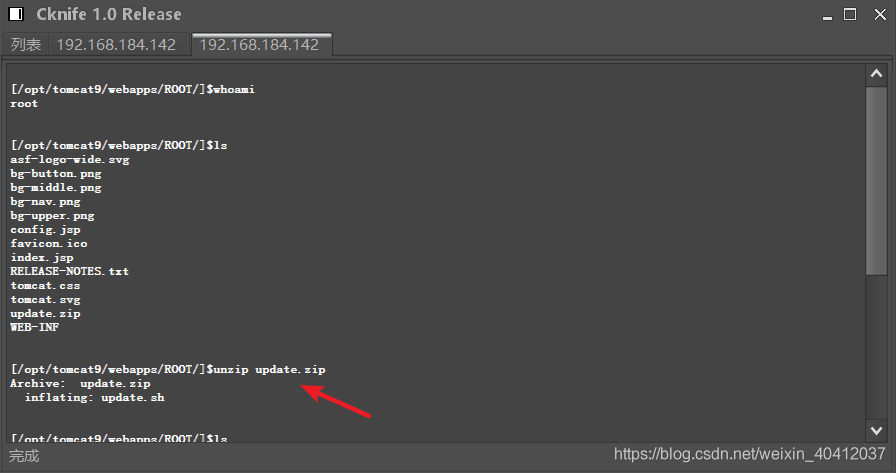 Cknife 1.0 Release
列表 192.168.184.142 192.168.184.142
[/opt/tomcat9/webapps/ROOT/]$whoami
root
[/opt/tomcat9/webapps/ROOT/]$ls
asf-logo-wide.svg
bg-button.png
bg-middle.png
bg-nav.png
bg-upper.png
config.jsp
favicon.ico
index.jsp
RELEASE-NOTES.txt
tomcat.css
tomcat.svg
update.zip
WEB-INF
[/opt/tomcat9/webapps/ROOT/]$unzip update.zip
Archive:  update.zip
  inflating: update.sh
[/opt/tomcat9/webapps/ROOT/]$ls
完成
https://blog.csdn.net/weixin_40412037